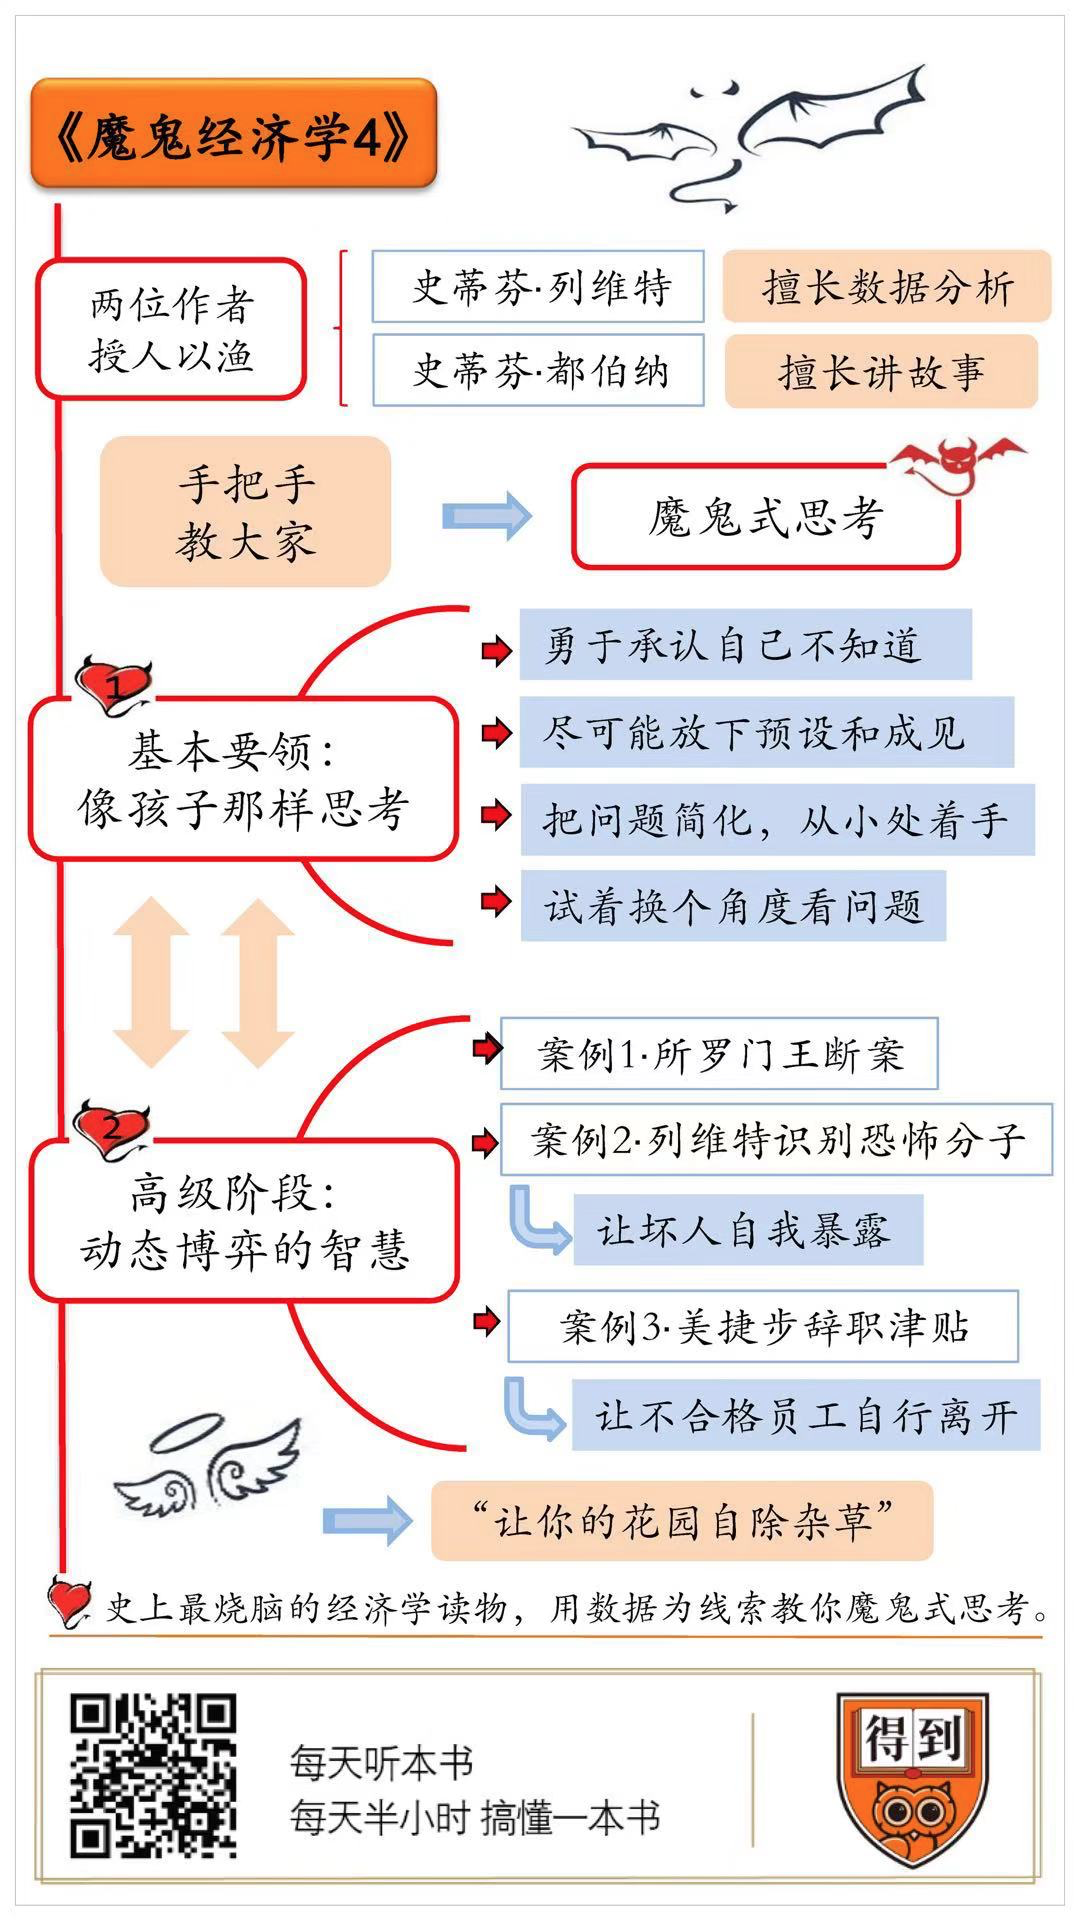 《魔鬼经济学4》
两位作者
授人以渔
史蒂芬·列维特
擅长数据分析
史蒂芬·都伯纳
擅长讲故事
手把手
教大家
魔鬼式思考
1
基本要领：
像孩子那样思考
勇于承认自己不知道
尽可能放下预设和成见
把问题简化，从小处着手
试着换个角度看问题
2
高级阶段：
动态博弈的智慧
案例1·所罗门王断案
案例2·列维特识别恐怖分子
让坏人自我暴露
案例3·美捷步辞职津贴
让不合格员工自行离开
“让你的花园自除杂草”
史上最烧脑的经济学读物，用数据为线索教你魔鬼式思考。
每天听本书
每天半小时 搞懂一本书
得到